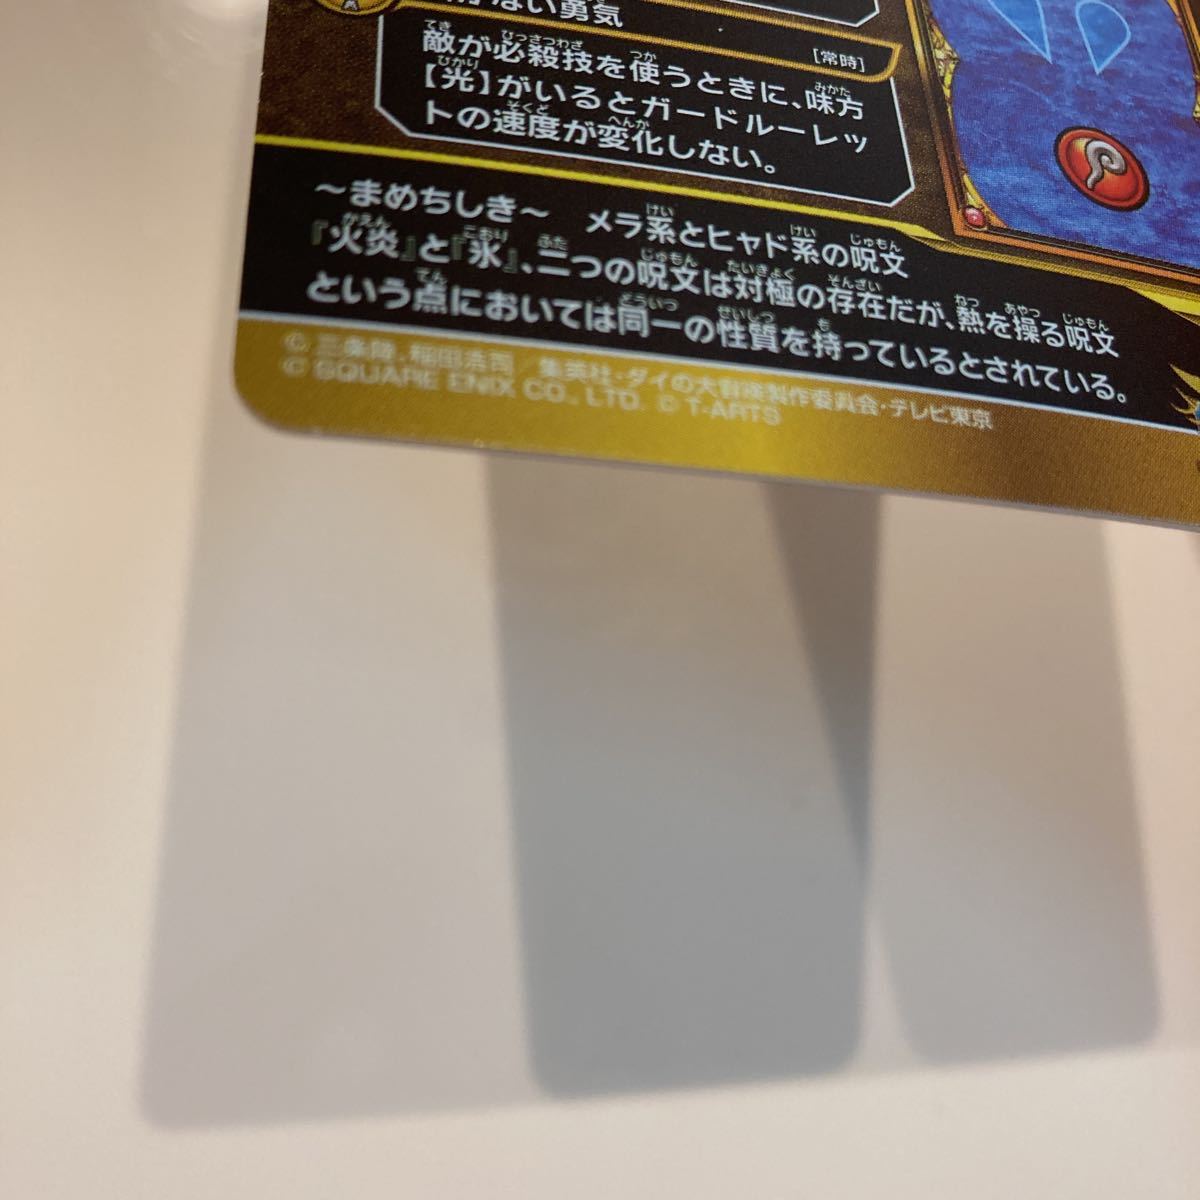 ない勇気
[常時]
敵が必殺技を使うときに、味方
【光】がいるとガードルーレッ
トの速度が変化しない。
～まめちしき～　メラ系とヒャド系の呪文
『火炎』と『氷』、二つの呪文は対極の存在だが、熱を操る呪文
という点においては同一の性質を持っているとされている。
© 三条陸、稲田浩司／集英社・ダイの大冒険製作委員会・テレビ東京
© SQUARE ENIX CO., LTD. © T-ARTS